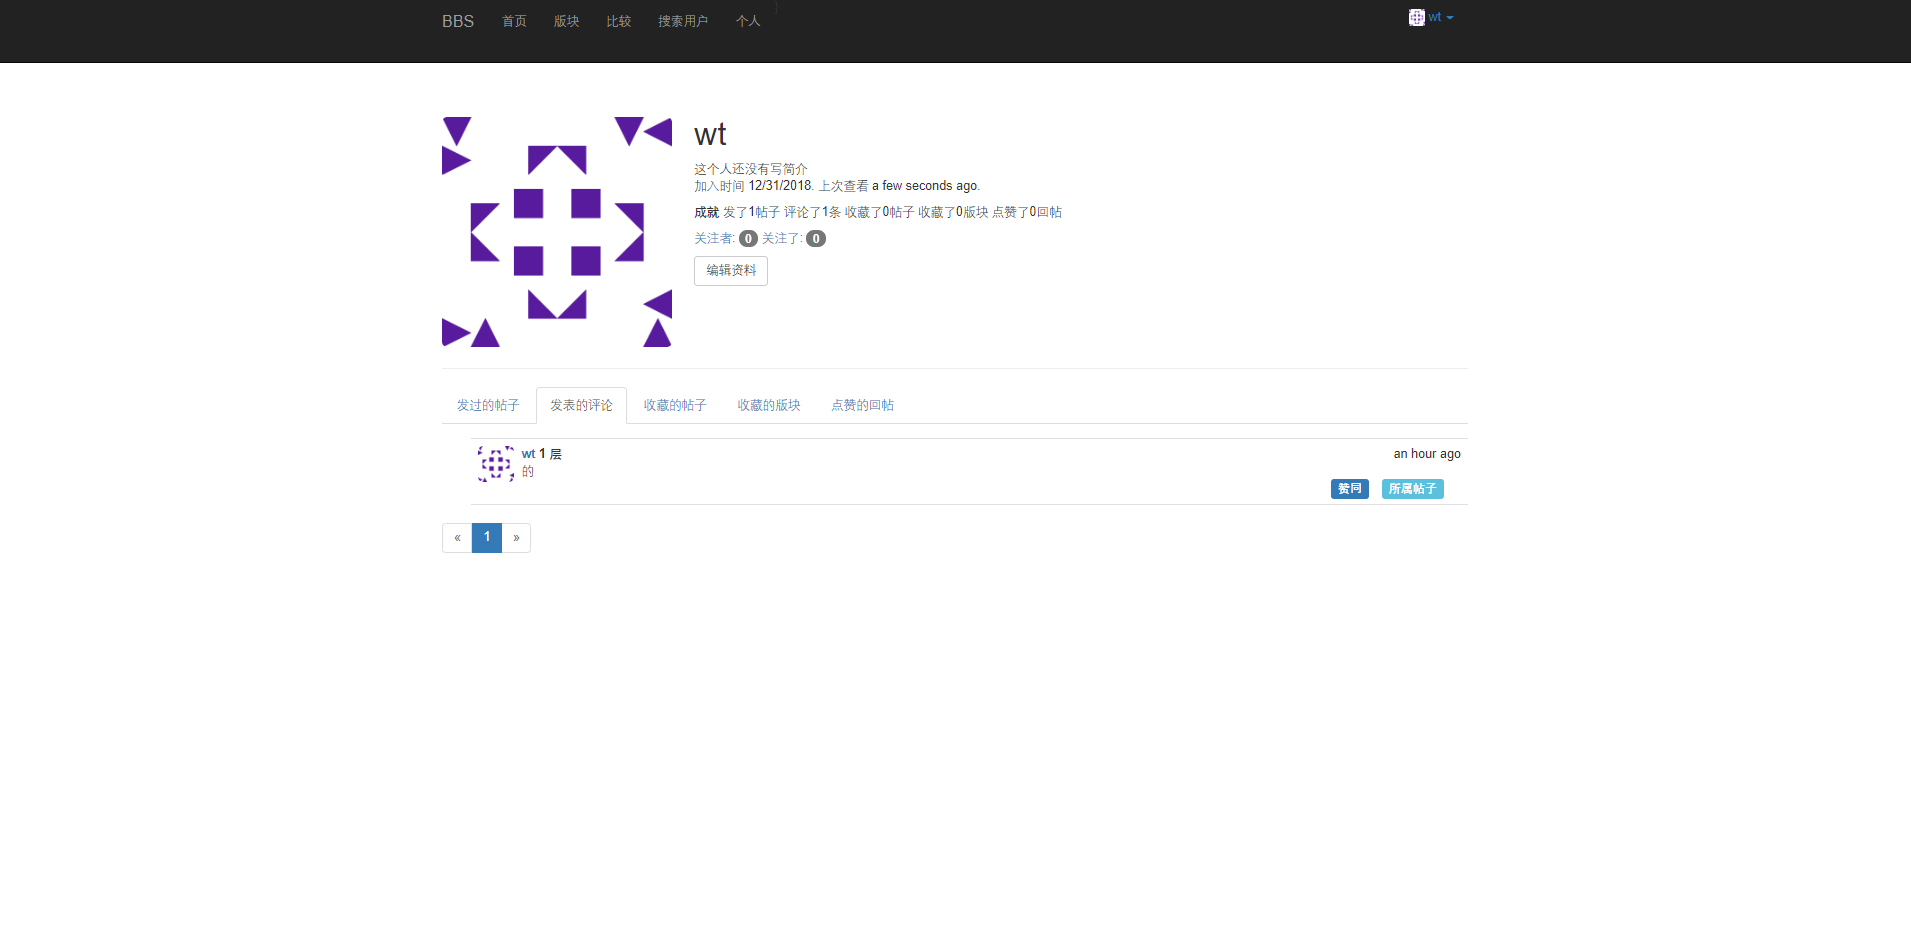 BBS 首页 版块 比较 搜索用户 个人 } wt
wt
这个人还没有写简介
加入时间 12/31/2018. 上次查看 a few seconds ago.
成就 发了1帖子 评论了1条 收藏了0帖子 收藏了0版块 点赞了0回帖
关注者: 0 关注了: 0
编辑资料
发过的帖子 发表的评论 收藏的帖子 收藏的版块 点赞的回帖
wt 1 层 an hour ago
的
赞同 所属帖子
« 1 »